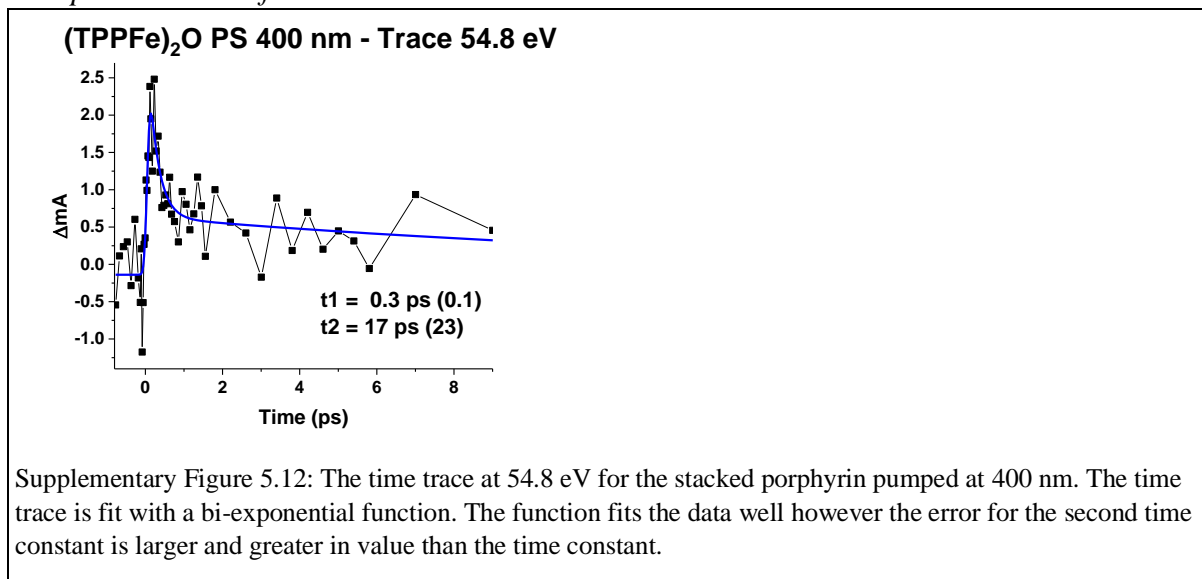 (TPPFe)₂O PS 400 nm - Trace 54.8 eV
2.5
2.0
1.5
1.0
0.5
0.0
-0.5
-1.0
ΔmA
t1 = 0.3 ps (0.1)
t2 = 17 ps (23)
0 2 4 6 8
Time (ps)
Supplementary Figure 5.12: The time trace at 54.8 eV for the stacked porphyrin pumped at 400 nm. The time
trace is fit with a bi-exponential function. The function fits the data well however the error for the second time
constant is larger and greater in value than the time constant.